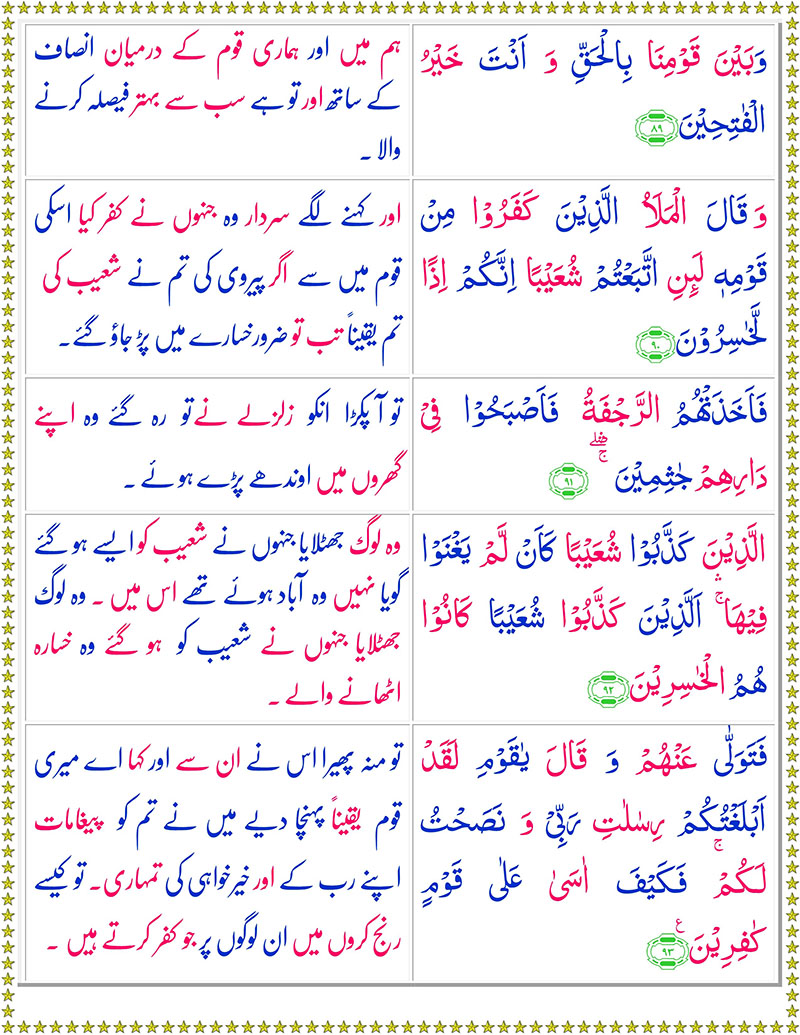 وَبَيْنَ قَوْمِنَا بِالْحَقِّ وَ اَنْتَ خَيْرُ
الْفٰتِحِيْنَ ۸۹
ہم میں اور ہماری قوم کے درمیان انصاف
کے ساتھ اور تو ہے سب سے بہتر فیصلہ کرنے
والا ۔
وَ قَالَ الْمَلَاُ الَّذِيْنَ كَفَرُوْا مِنْ
قَوْمِهٖ لَئِنِ اتَّبَعْتُمْ شُعَيْبًا اِنَّكُمْ اِذًا
لَّخٰسِرُوْنَ ۹۰
اور کہنے لگے سردار وہ جنہوں نے کفر کیا اسکی
قوم میں سے اگر پیروی کی تم نے شعیب کی
تم یقیناً تب تو ضرور خسارے میں پڑ جاؤ گئے۔
فَاَخَذَتْهُمُ الرَّجْفَةُ فَاَصْبَحُوْا فِيْ
دَارِهِمْ جٰثِمِيْنَ ۛۚۖ ۹۱
تو آ پکڑا انکو زلزلے نے تو رہ گئے وہ اپنے
گھروں میں اوندھے پڑے ہوئے ۔
الَّذِيْنَ كَذَّبُوْا شُعَيْبًا كَاَنْ لَّمْ يَغْنَوْا
فِيْهَا ۛۚ اَلَّذِيْنَ كَذَّبُوْا شُعَيْبًا كَانُوْا
هُمُ الْخٰسِرِيْنَ ۹۲
وہ لوگ جھٹلایا جنہوں نے شعیب کو ایسے ہو گئے
گویا نہیں وہ آباد ہوئے تھے اس میں ۔ وہ لوگ
جھٹلایا جنہوں نے شعیب کو ہو گئے وہ خسارہ
اٹھانے والے ۔
فَتَوَلّٰى عَنْهُمْ وَ قَالَ يٰقَوْمِ لَقَدْ
اَبْلَغْتُكُمْ رِسٰلٰتِ رَبِّيْ وَ نَصَحْتُ
لَكُمْ ۚ فَكَيْفَ اٰسٰى عَلٰى قَوْمٍ
كٰفِرِيْنَ ع ۹۳
تو منہ پھیرا اس نے ان سے اور کہا اے میری
قوم یقیناً پہنچا دیے میں نے تم کو پیغامات
اپنے رب کے اور خیر خواہی کی تمہاری۔ تو کیسے
رنج کروں میں ان لوگوں پر جو کفر کرتے ہیں ۔